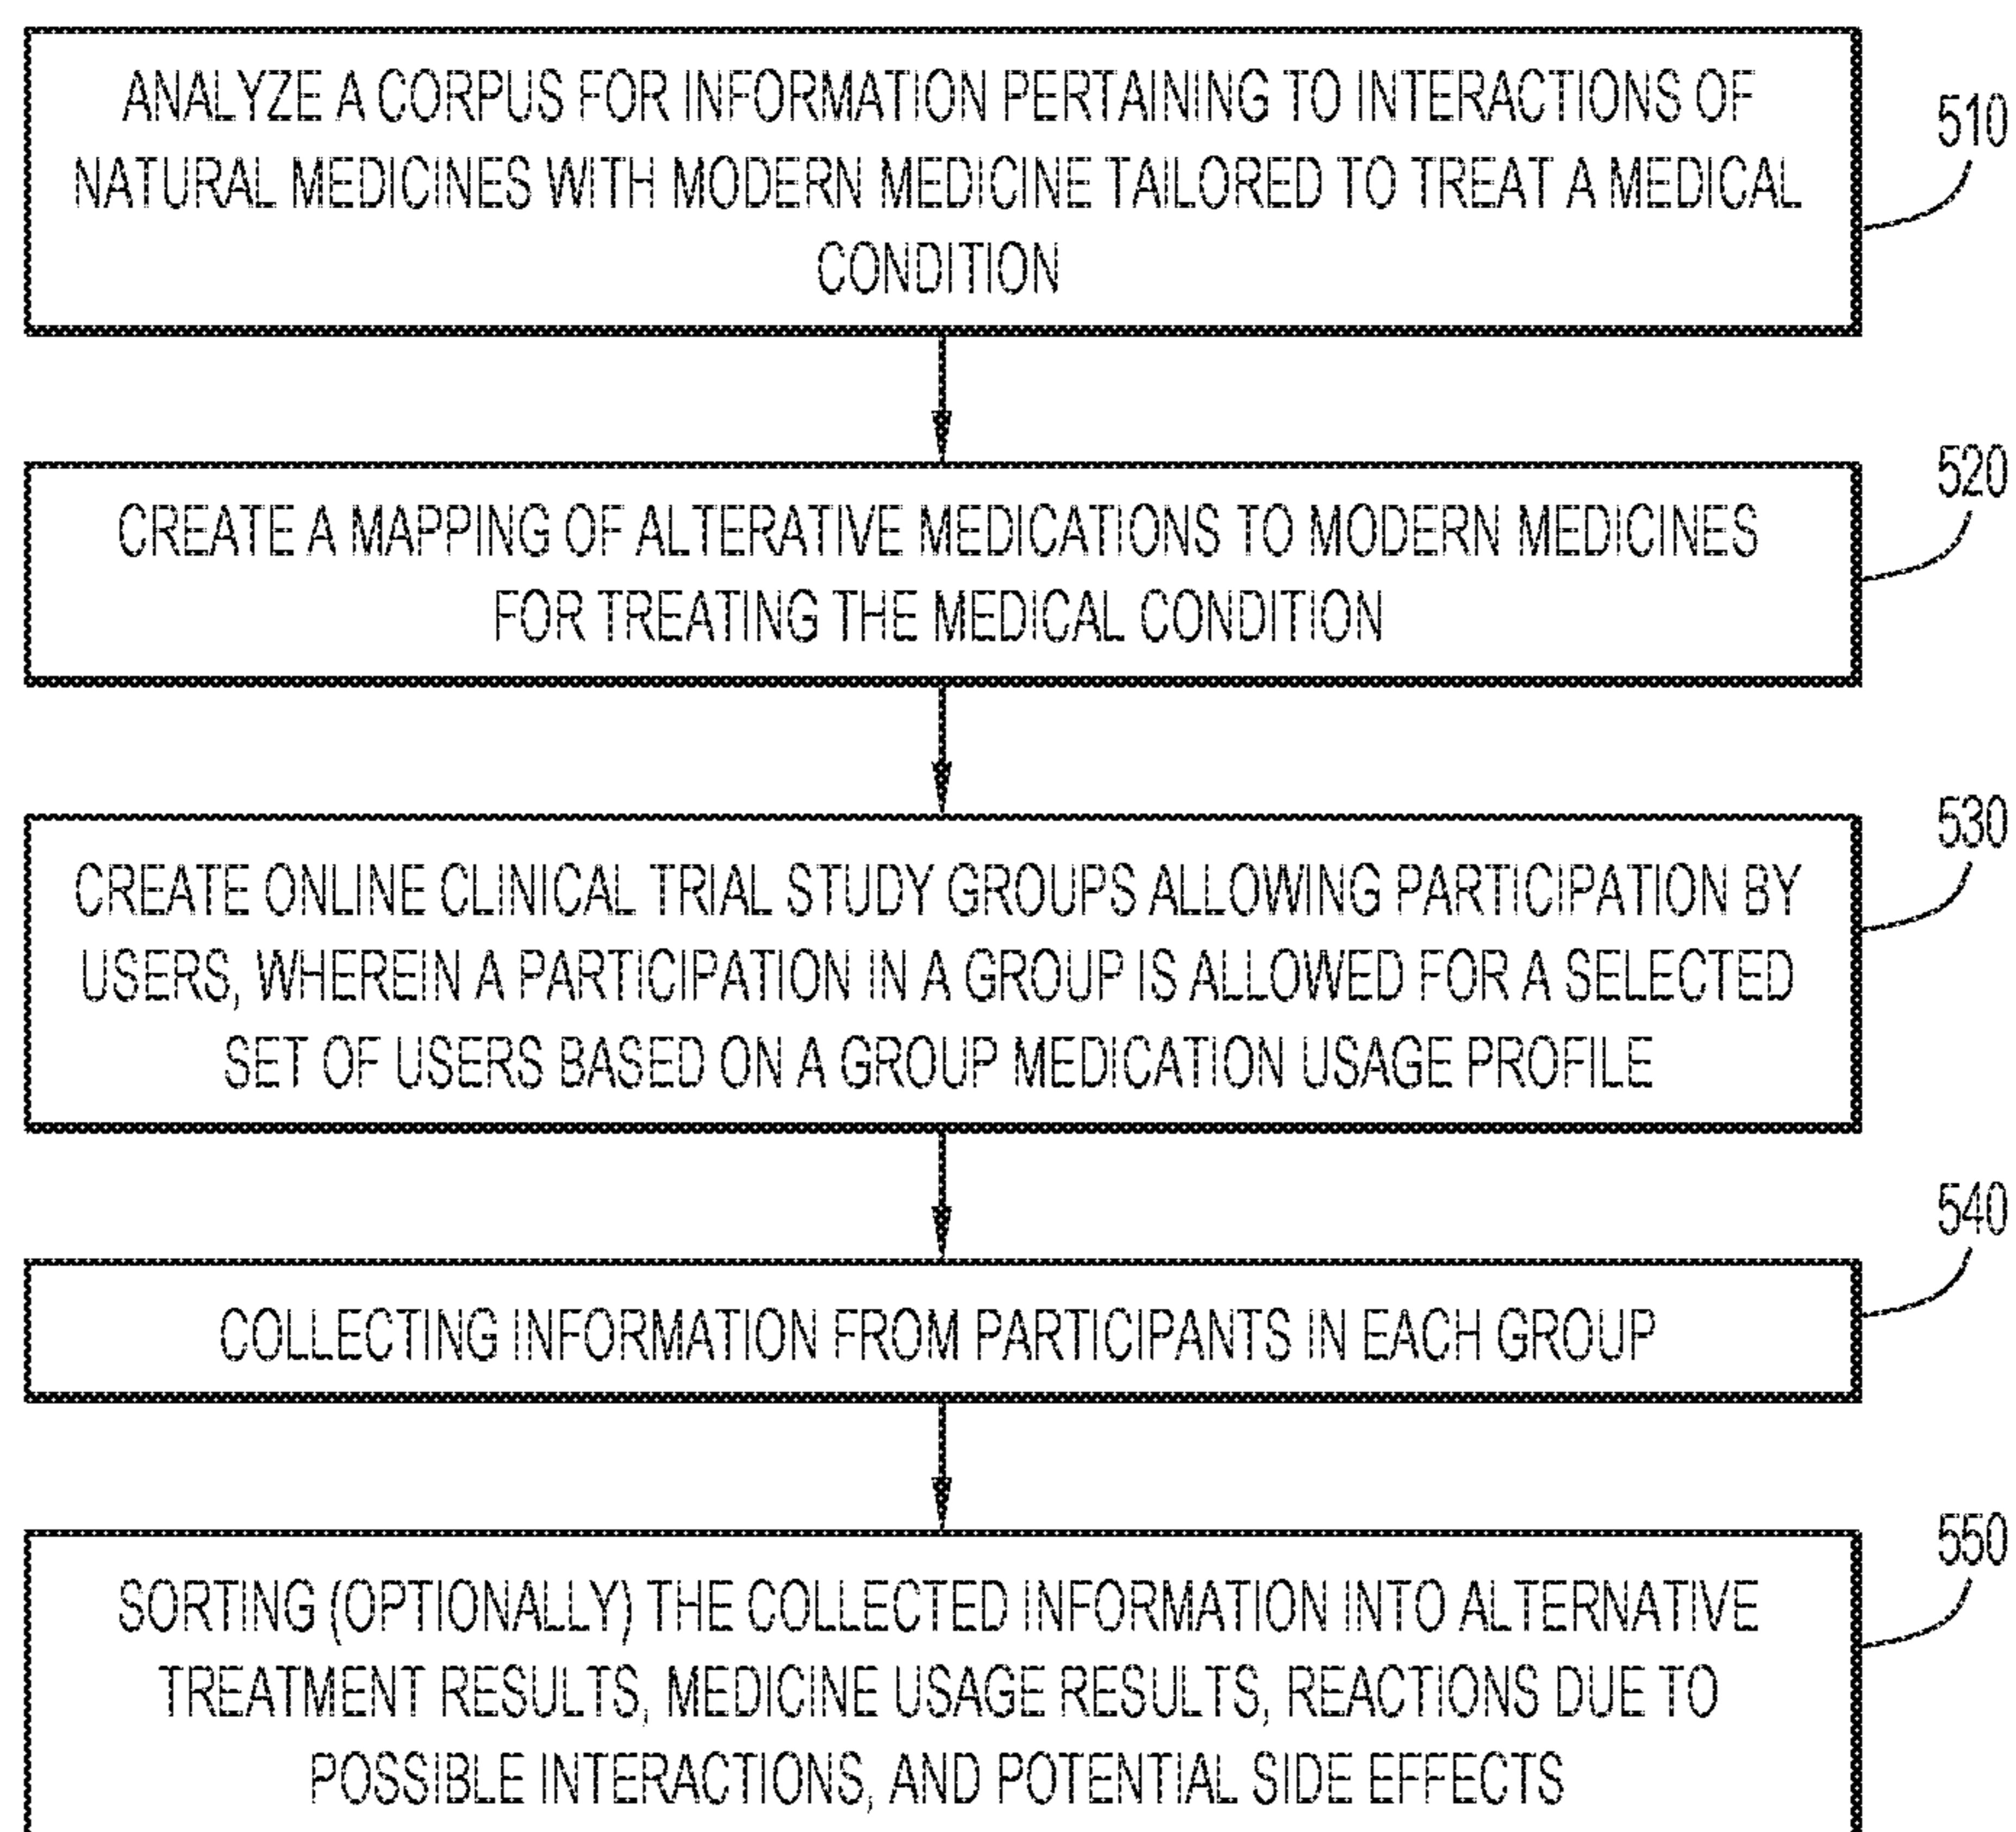 ANALYZE A CORPUS FOR INFORMATION PERTAINING TO INTERACTIONS OF
NATURAL MEDICINES WITH MODERN MEDICINE TAILORED TO TREAT A MEDICAL
CONDITION
510
CREATE A MAPPING OF ALTERATIVE MEDICATIONS TO MODERN MEDICINES
FOR TREATING THE MEDICAL CONDITION
520
CREATE ONLINE CLINICAL TRIAL STUDY GROUPS ALLOWING PARTICIPATION BY
USERS, WHEREIN A PARTICIPATION IN A GROUP IS ALLOWED FOR A SELECTED
SET OF USERS BASED ON A GROUP MEDICATION USAGE PROFILE
530
COLLECTING INFORMATION FROM PARTICIPANTS IN EACH GROUP
540
SORTING (OPTIONALLY) THE COLLECTED INFORMATION INTO ALTERNATIVE
TREATMENT RESULTS, MEDICINE USAGE RESULTS, REACTIONS DUE TO
POSSIBLE INTERACTIONS, AND POTENTIAL SIDE EFFECTS
550